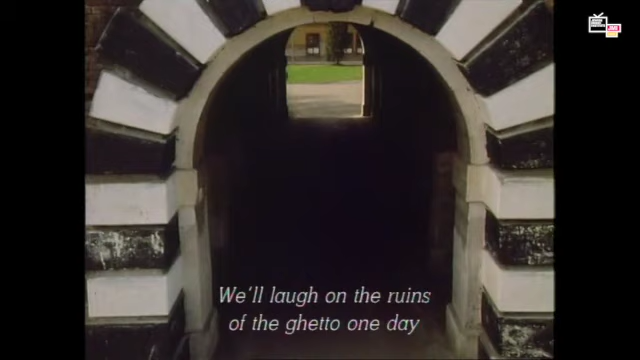 We'll laugh on the ruins
of the ghetto one day